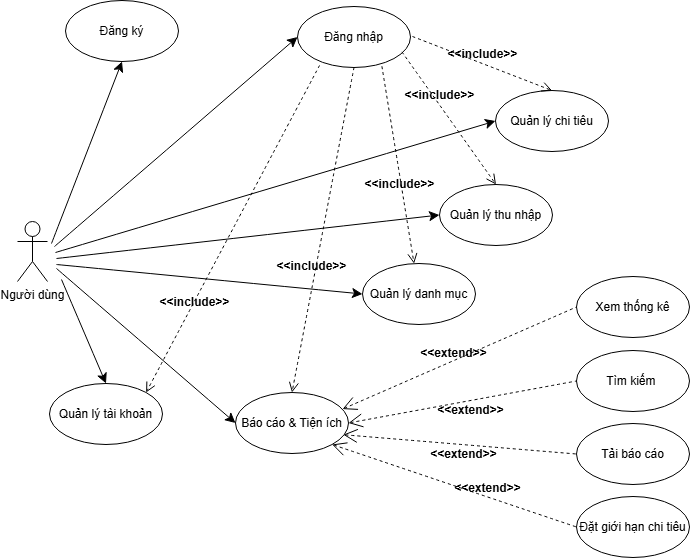 Đăng ký
Đăng nhập
<<include>>
<<include>>
Quản lý chi tiêu
<<include>>
Quản lý thu nhập
<<include>>
Người dùng
Quản lý danh mục
<<include>>
Xem thống kê
<<extend>>
Tìm kiếm
<<extend>>
Quản lý tài khoản
Báo cáo & Tiện ích
<<extend>>
Tải báo cáo
<<extend>>
Đặt giới hạn chi tiêu